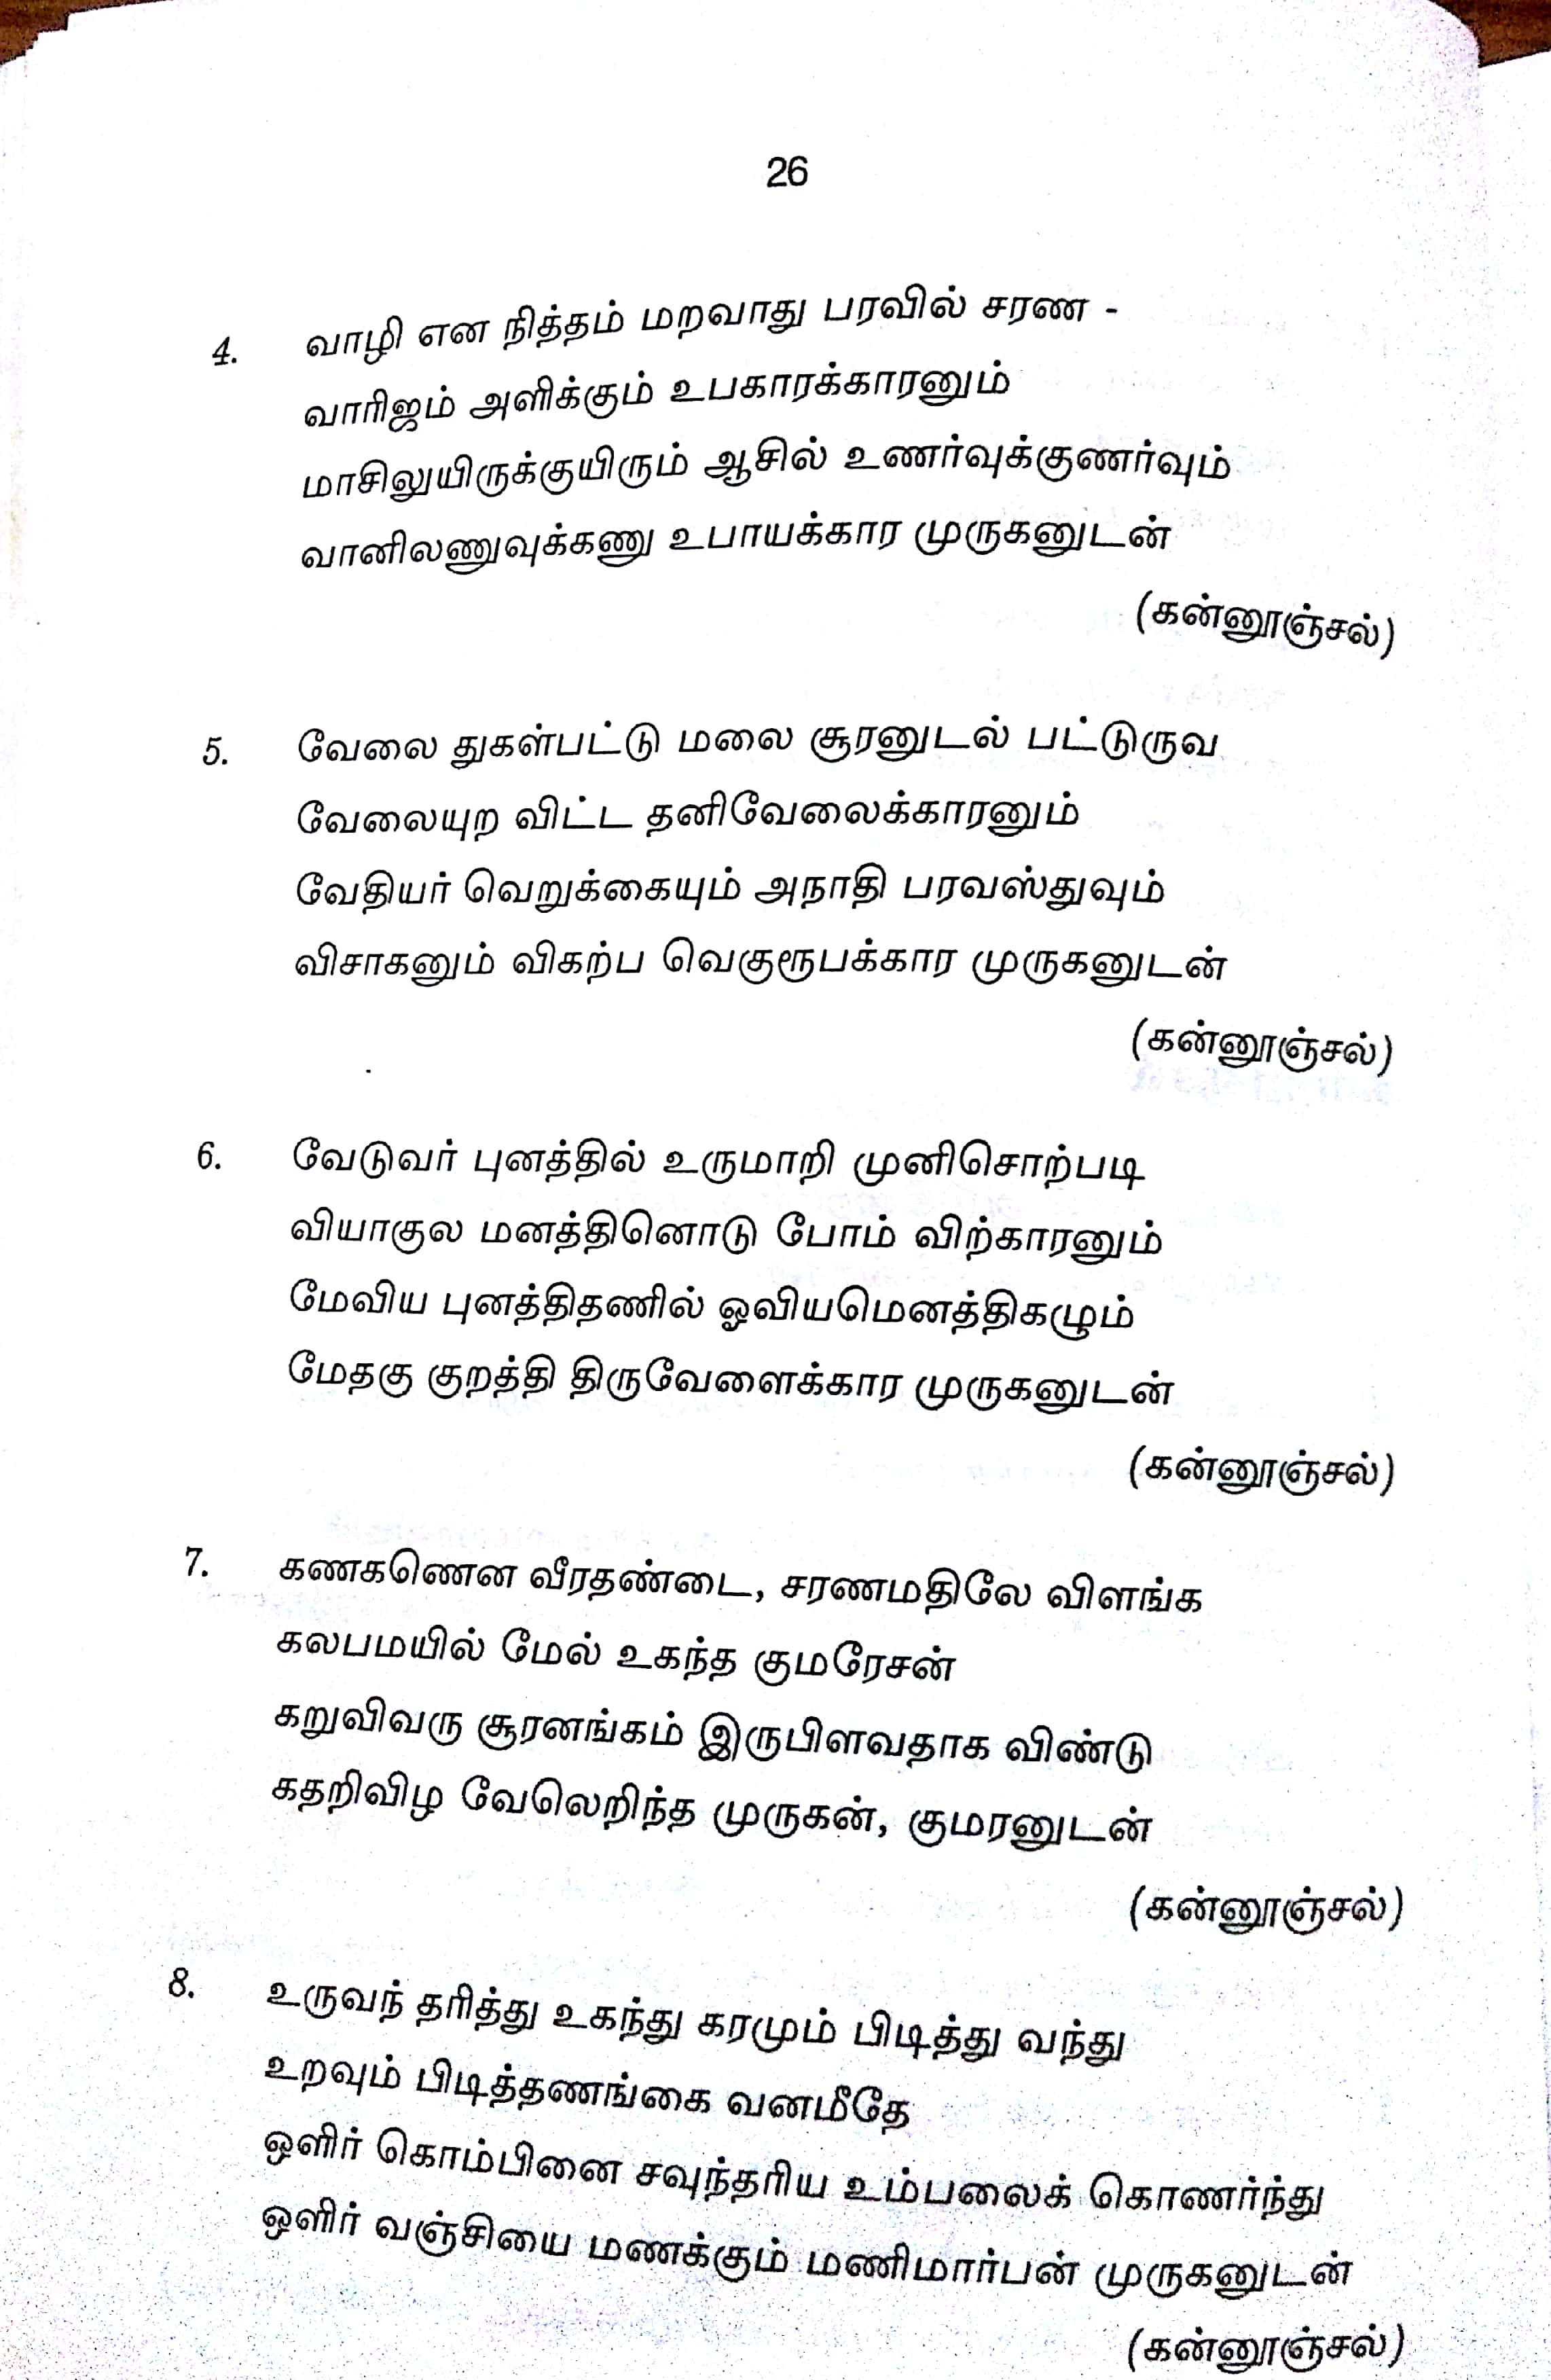 26
4. வாழி என நித்தம் மறவாது பரவில் சரண -
வாரிஜம் அளிக்கும் உபகாரக்காரனும்
மாசிலுயிருக்குயிரும் ஆசில் உணர்வுக்குணர்வும்
வானிலணுவுக்கணு உபாயக்கார முருகனுடன்
(கன்னூஞ்சல்)
5. வேலை துகள்பட்டு மலை சூரனுடல் பட்டுருவ
வேலையுற விட்ட தனிவேலைக்காரனும்
வேதியர் வெறுக்கையும் அநாதி பரவஸ்துவும்
விசாகனும் விகற்ப வெகுரூபக்கார முருகனுடன்
(கன்னூஞ்சல்)
6. வேடுவர் புனத்தில் உருமாறி முனிசொற்படி
வியாகுல மனத்தினொடு போம் விற்காரனும்
மேவிய புனத்திதணில் ஓவியமெனத்திகழும்
மேதகு குறத்தி திருவேளைக்கார முருகனுடன்
(கன்னூஞ்சல்)
7. கணகணென வீரதண்டை, சரணமதிலே விளங்க
கலபமயில் மேல் உகந்த குமரேசன்
கறுவிவரு சூரனங்கம் இருபிளவதாக விண்டு
கதறிவிழ வேலெறிந்த முருகன், குமரனுடன்
(கன்னூஞ்சல்)
8. உருவந் தரித்து உகந்து கரமும் பிடித்து வந்து
உறவும் பிடித்தணங்கை வனமீதே
ஒளிர் கொம்பினை சவுந்தரிய உம்பலைக் கொணர்ந்து
ஒளிர் வஞ்சியை மணக்கும் மணிமார்பன் முருகனுடன்
(கன்னூஞ்சல்)